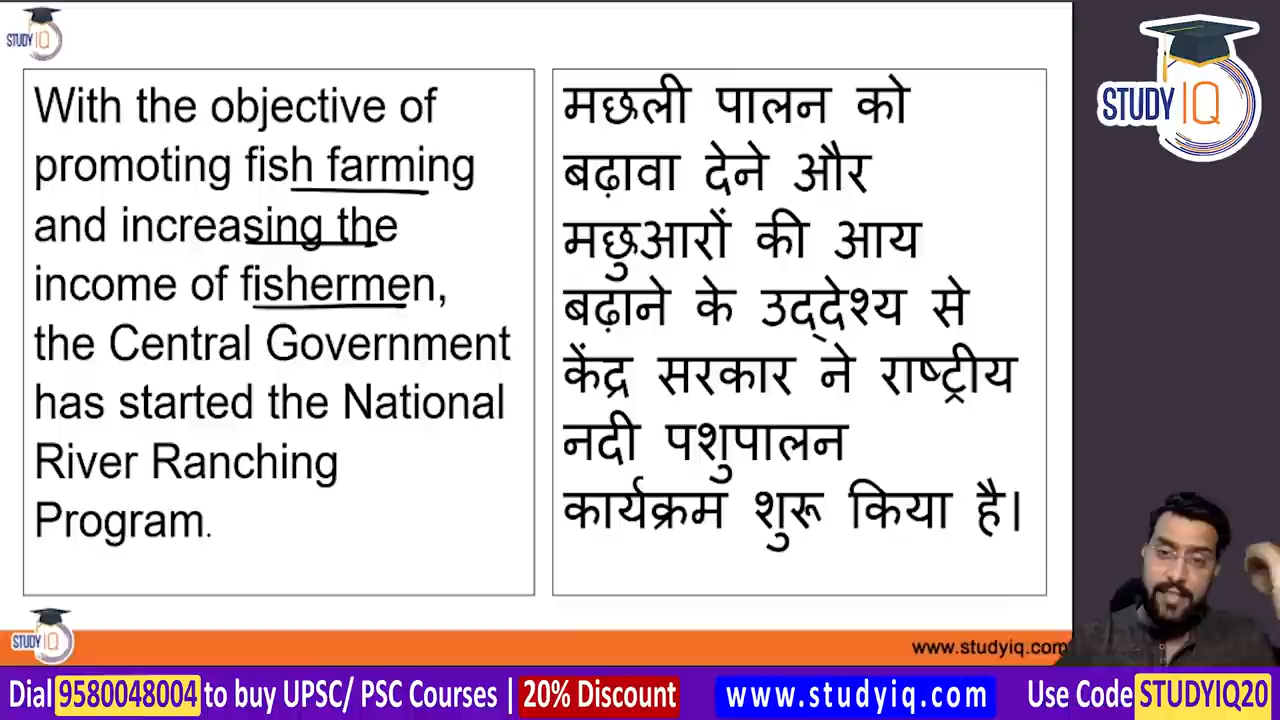 STUDY IQ
With the objective of
promoting fish farming
and increasing the
income of fishermen,
the Central Government
has started the National
River Ranching
Program.
मछली पालन को
बढ़ावा देने और
मछुआरों की आय
बढ़ाने के उद्देश्य से
केंद्र सरकार ने राष्ट्रीय
नदी पशुपालन
कार्यक्रम शुरू किया है।
STUDY IQ
STUDY IQ
www.studyiq.com
Dial 9580048004 to buy UPSC/ PSC Courses | 20% Discount www.studyiq.com Use Code STUDYIQ20